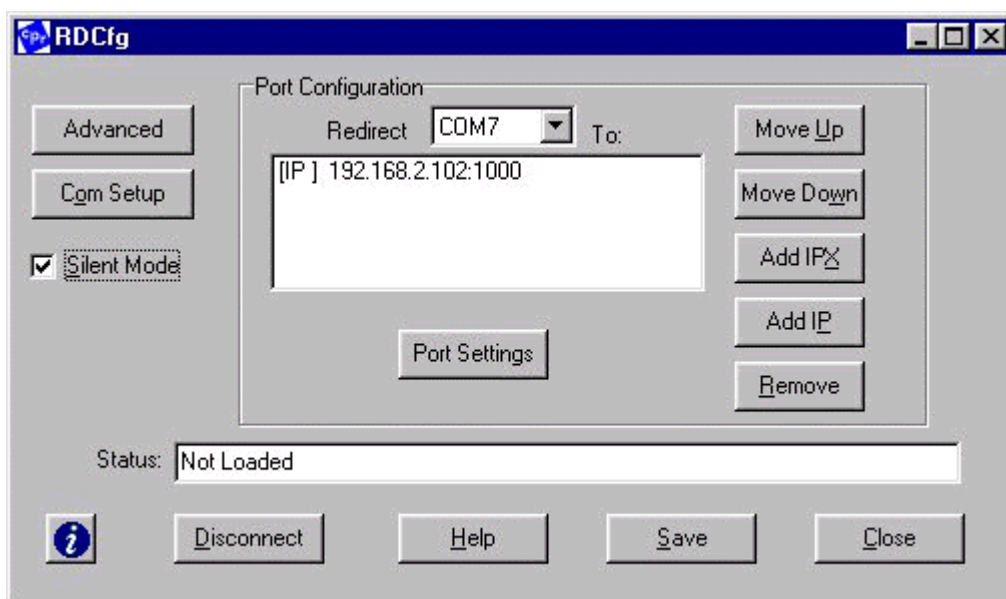 RDCfg
Port Configuration
Advanced
Redirect COM7 To:
Move Up
[IP ] 192.168.2.102:1000
Com Setup
Move Down
Silent Mode
Add IPX
Add IP
Port Settings
Remove
Status: Not Loaded
Disconnect
Help
Save
Close